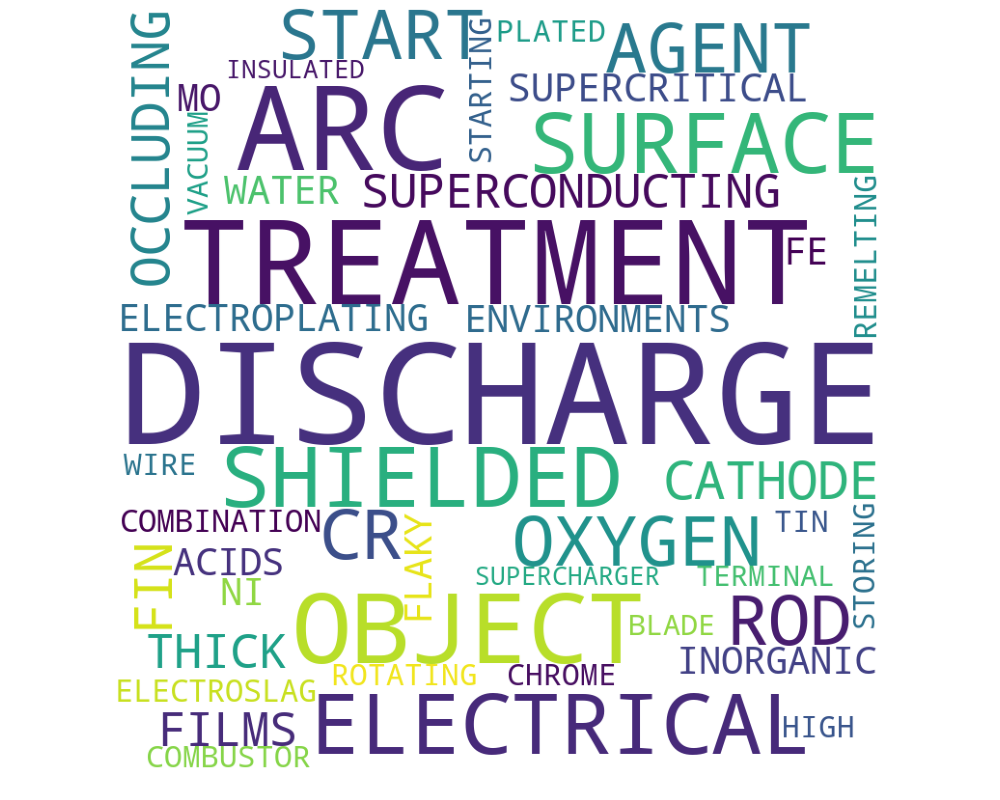 START
PLATED
AGENT
OCCLUDING
INSULATED
STARTING
SUPERCRITICAL
MO
ARC
VACUUM
SURFACE
WATER
SUPERCONDUCTING
REMELTING
TREATMENT
FE
ELECTROPLATING
ENVIRONMENTS
DISCHARGE
WIRE
SHIELDED
CATHODE
COMBINATION
CR
FLAKY
OXYGEN
TIN
STORING
FIN
ACIDS
NI
SUPERCHARGER
TERMINAL
OBJECT
BLADE
ROD
THICK
ROTATING
CHROME
INORGANIC
ELECTROSLAG
FILMS
ELECTRICAL
HIGH
COMBUSTOR